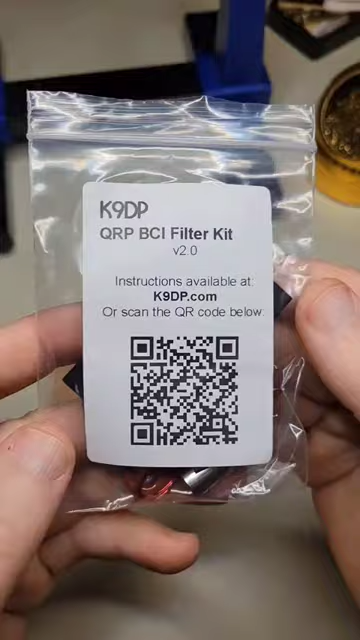 K9DP
QRP BCI Filter Kit
v2.0
Instructions available at:
K9DP.com
Or scan the QR code below: